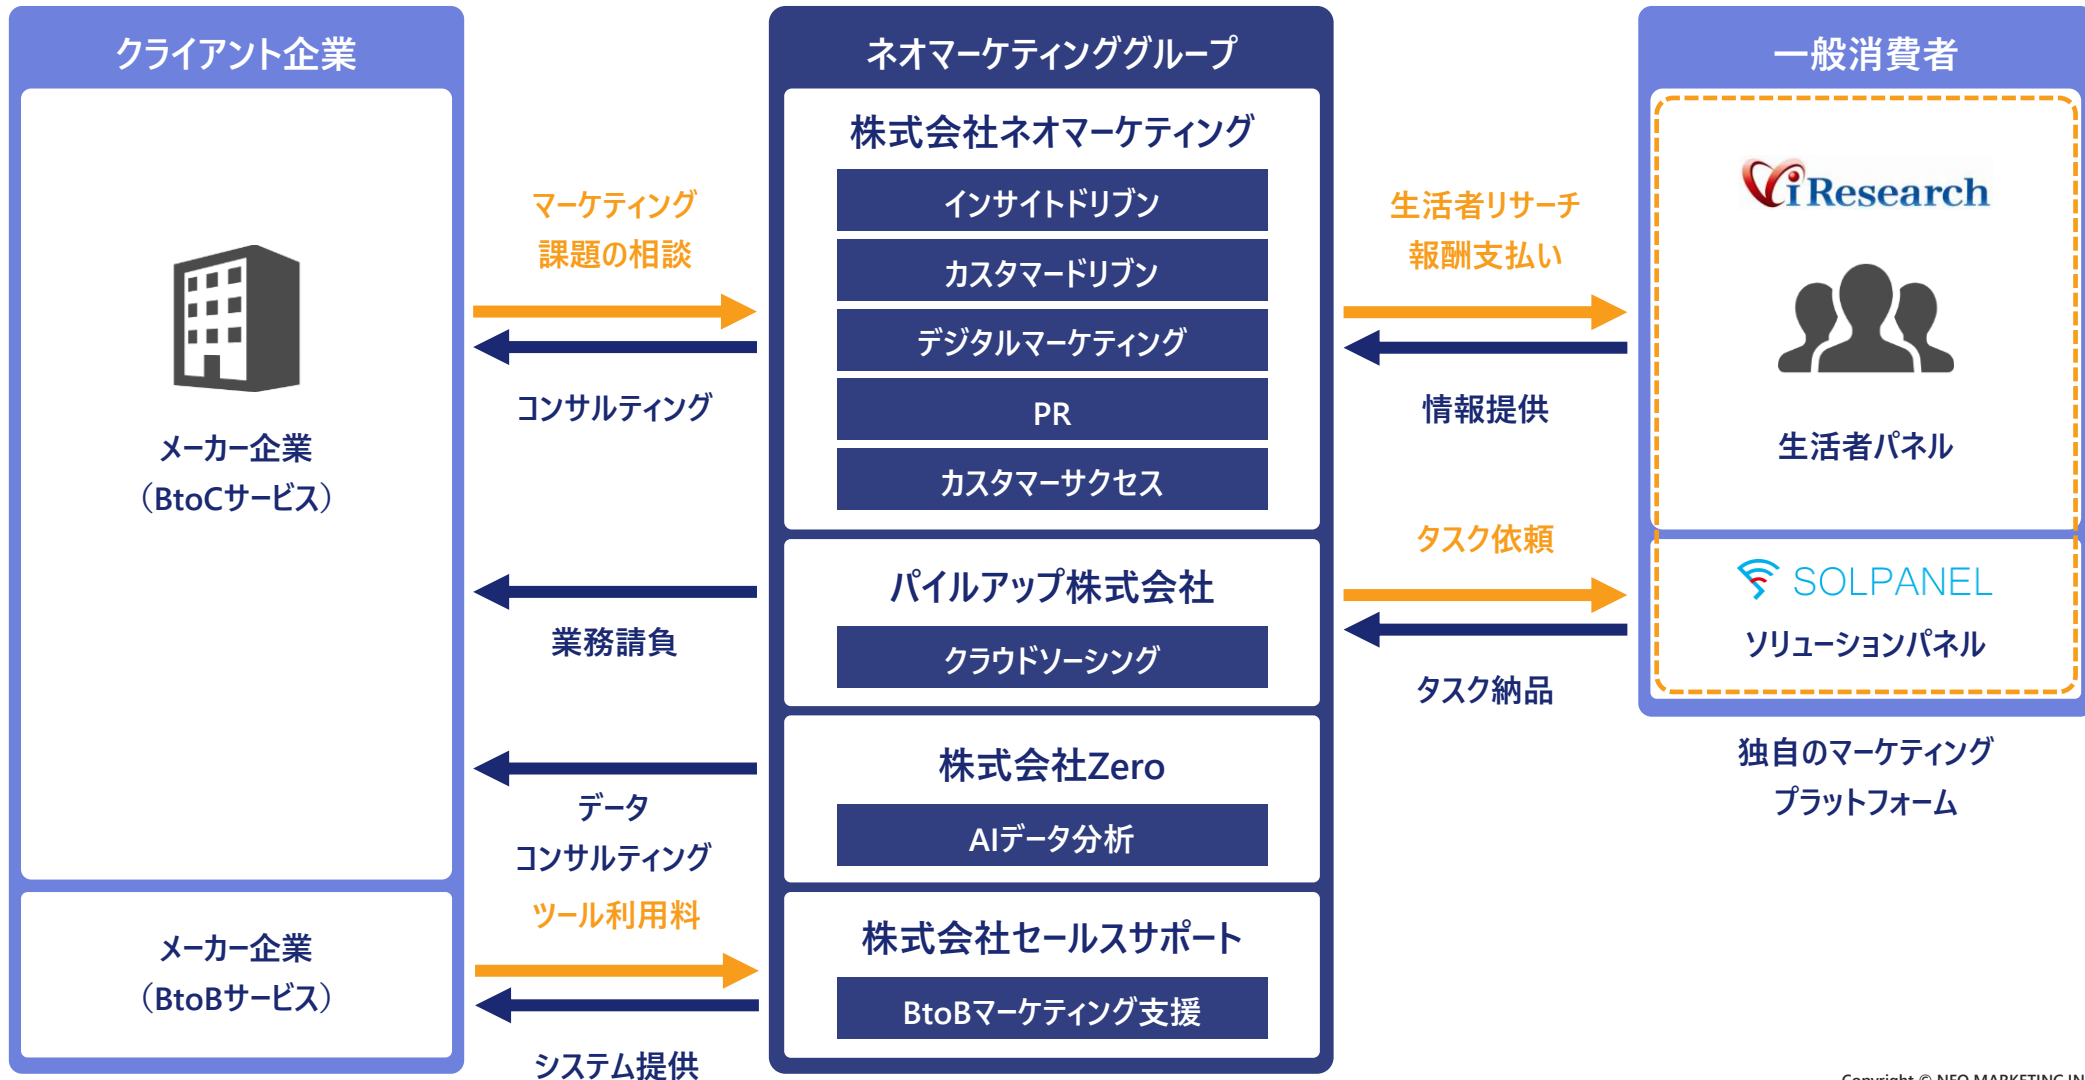 クライアント企業
メーカー企業
（BtoCサービス）
メーカー企業
（BtoBサービス）
マーケティング
課題の相談
コンサルティング
業務請負
データ
コンサルティング
ツール利用料
システム提供
ネオマーケティンググループ
株式会社ネオマーケティング
インサイトドリブン
カスタマードリブン
デジタルマーケティング
PR
カスタマーサクセス
パイルアップ株式会社
クラウドソーシング
株式会社Zero
AIデータ分析
株式会社セールスサポート
BtoBマーケティング支援
生活者リサーチ
報酬支払い
情報提供
タスク依頼
タスク納品
一般消費者
iResearch
生活者パネル
SOLPANEL
ソリューションパネル
独自のマーケティング
プラットフォーム
Copyright © NEO MARKETING IN